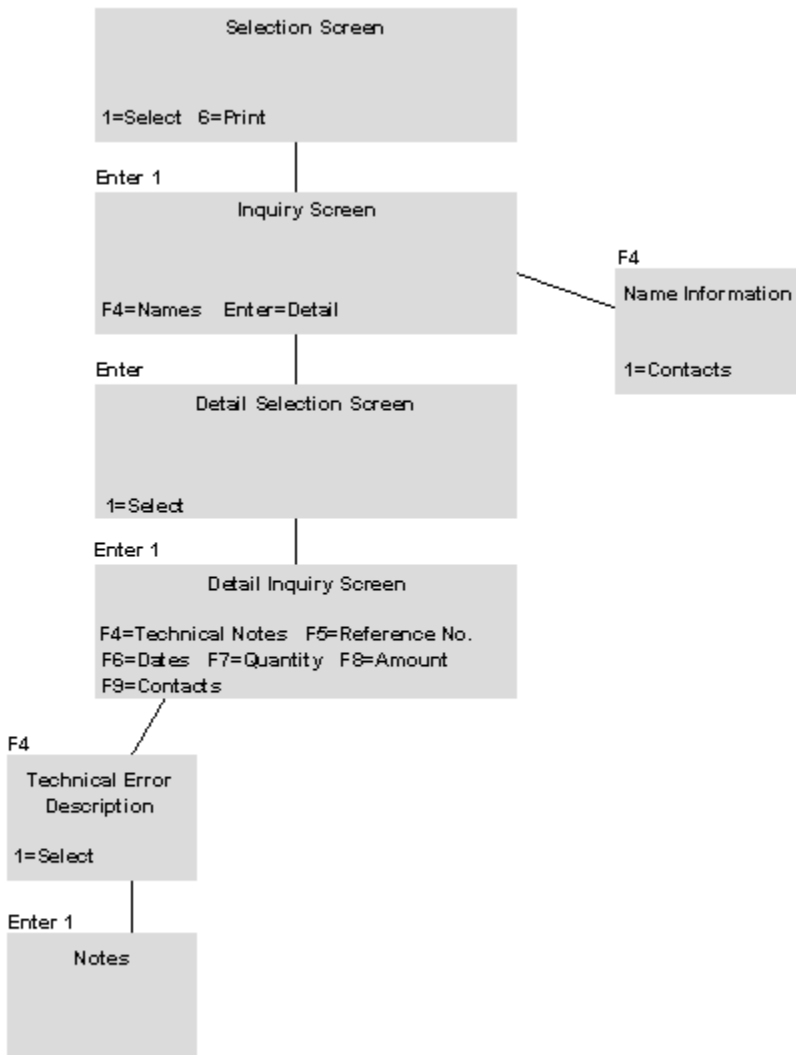 Selection Screen
1=Select 6=Print
Enter 1
Inquiry Screen
F4=Names Enter=Detail
F4
Name Information
1=Contacts
Enter
Detail Selection Screen
1=Select
Enter 1
Detail Inquiry Screen
F4=Technical Notes F5=Reference No.
F6=Dates F7=Quantity F8=Amount
F9=Contacts
F4
Technical Error
Description
1=Select
Enter 1
Notes